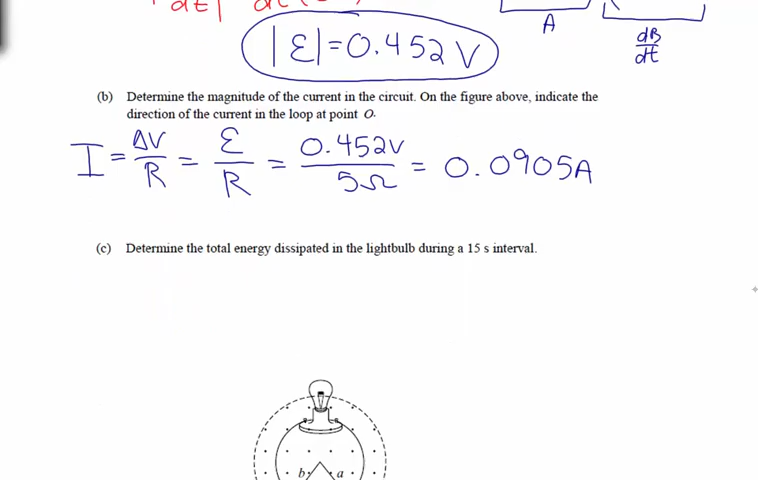 |ε|=0.452 V
A
dB
dt
(b) Determine the magnitude of the current in the circuit. On the figure above, indicate the
direction of the current in the loop at point O.
I = ΔV/R = ε/R = 0.452V/5Ω = 0.0905A
(c) Determine the total energy dissipated in the lightbulb during a 15 s interval.
b a